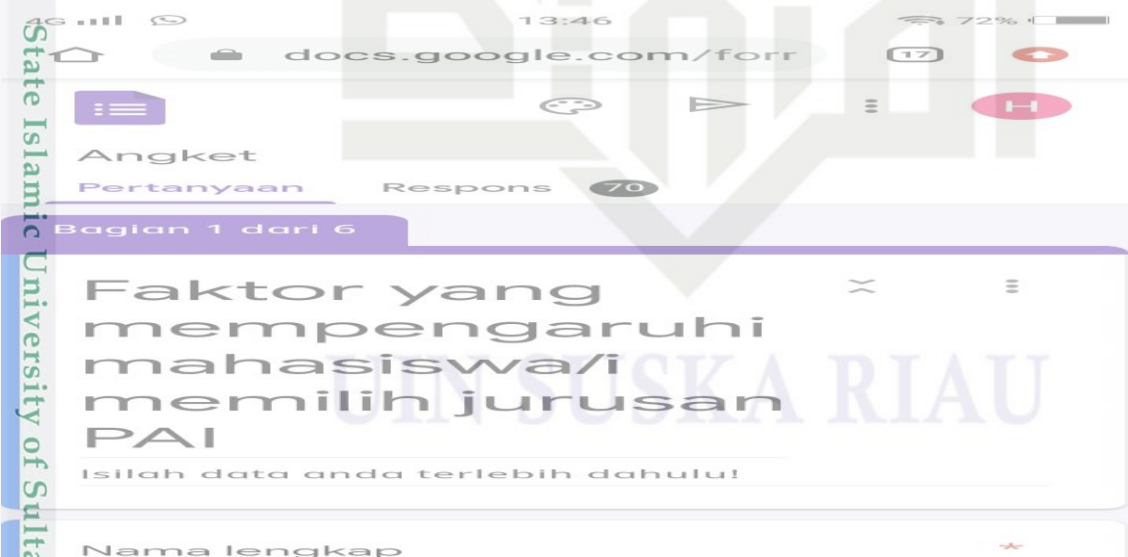 4G
13:46
72%
docs.google.com/forr
17
H
Angket
Pertanyaan Respons 70
Bagian 1 dari 6
Faktor yang
mempengaruhi
mahasiswa/i
memilih jurusan
PAI
Isilah data anda terlebih dahulu!
Nama lengkap *
UIN SUSKA RIAU
State Islamic University of Sulta